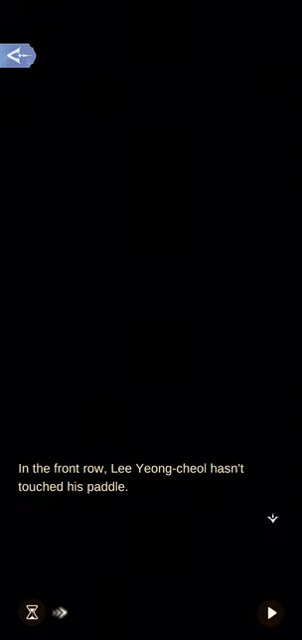 In the front row, Lee Yeong-cheol hasn't
touched his paddle.